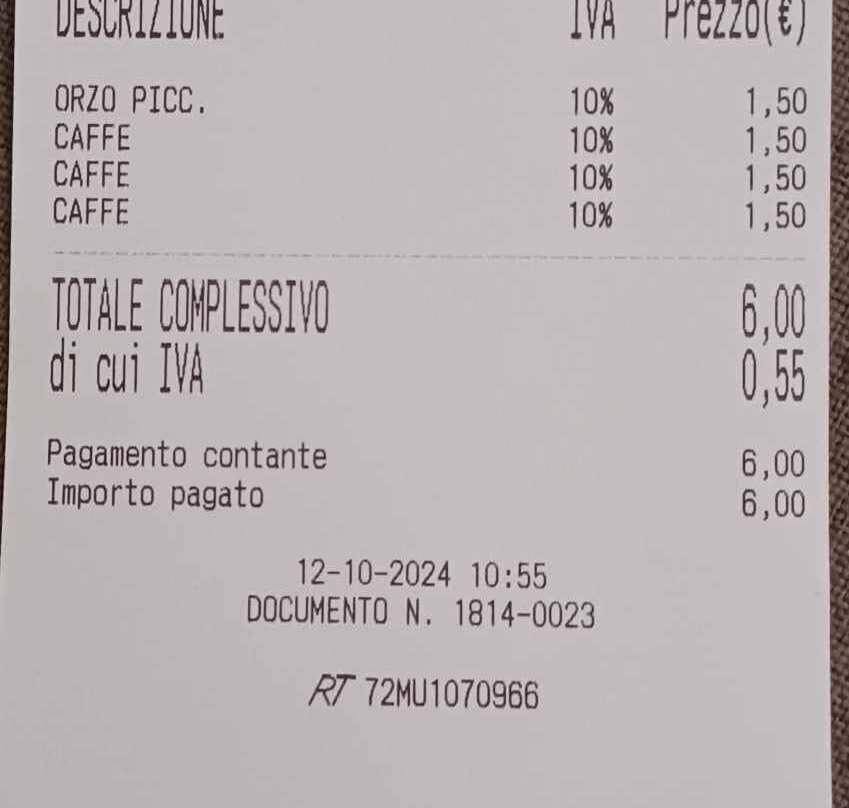 DESCRIZIONE IVA Prezzo(€)
ORZO PICC. 10% 1,50
CAFFE 10% 1,50
CAFFE 10% 1,50
CAFFE 10% 1,50
TOTALE COMPLESSIVO 6,00
di cui IVA 0,55
Pagamento contante 6,00
Importo pagato 6,00
12-10-2024 10:55
DOCUMENTO N. 1814-0023
RT 72MU1070966